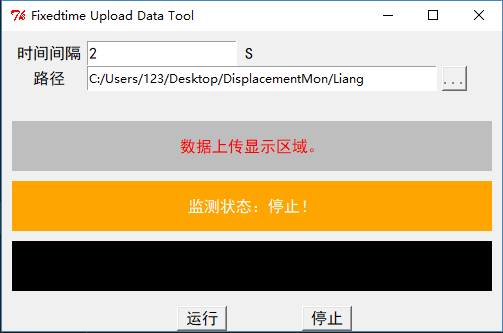 Fixedtime Upload Data Tool
时间间隔 2 S
路径 C:/Users/123/Desktop/DisplacementMon/Liang ...
数据上传显示区域。
监测状态：停止！
运行 停止